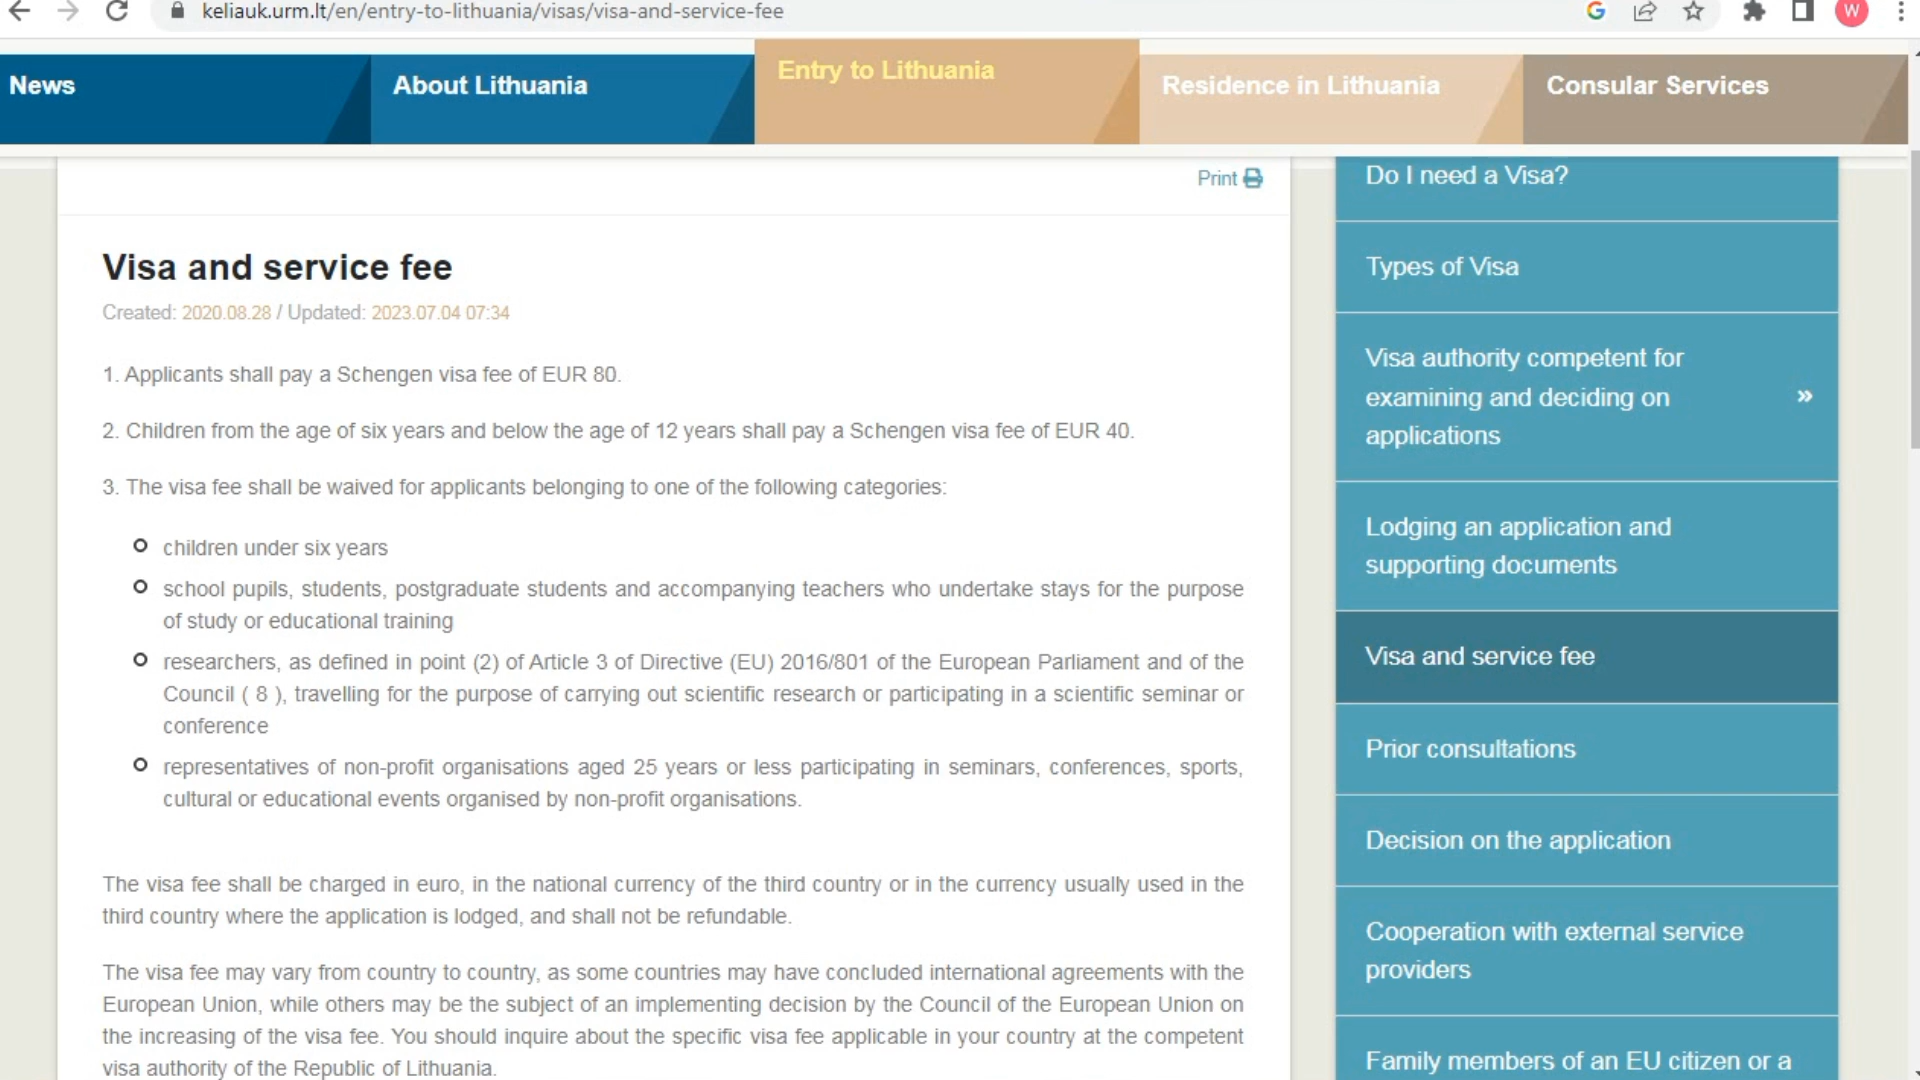 keliauk.urm.lt/en/entry-to-lithuania/visas/visa-and-service-fee
W
News
About Lithuania
Entry to Lithuania
Residence in Lithuania
Consular Services
Print
Visa and service fee
Created: 2020.08.28 / Updated: 2023.07.04 07:34
1. Applicants shall pay a Schengen visa fee of EUR 80.
2. Children from the age of six years and below the age of 12 years shall pay a Schengen visa fee of EUR 40.
3. The visa fee shall be waived for applicants belonging to one of the following categories:
children under six years
school pupils, students, postgraduate students and accompanying teachers who undertake stays for the purpose
of study or educational training
researchers, as defined in point (2) of Article 3 of Directive (EU) 2016/801 of the European Parliament and of the
Council ( 8 ), travelling for the purpose of carrying out scientific research or participating in a scientific seminar or
conference
representatives of non-profit organisations aged 25 years or less participating in seminars, conferences, sports,
cultural or educational events organised by non-profit organisations.
The visa fee shall be charged in euro, in the national currency of the third country or in the currency usually used in the
third country where the application is lodged, and shall not be refundable.
The visa fee may vary from country to country, as some countries may have concluded international agreements with the
European Union, while others may be the subject of an implementing decision by the Council of the European Union on
the increasing of the visa fee. You should inquire about the specific visa fee applicable in your country at the competent
visa authority of the Republic of Lithuania.
Do I need a Visa?
Types of Visa
Visa authority competent for
examining and deciding on
applications
»
Lodging an application and
supporting documents
Visa and service fee
Prior consultations
Decision on the application
Cooperation with external service
providers
Family members of an EU citizen or a